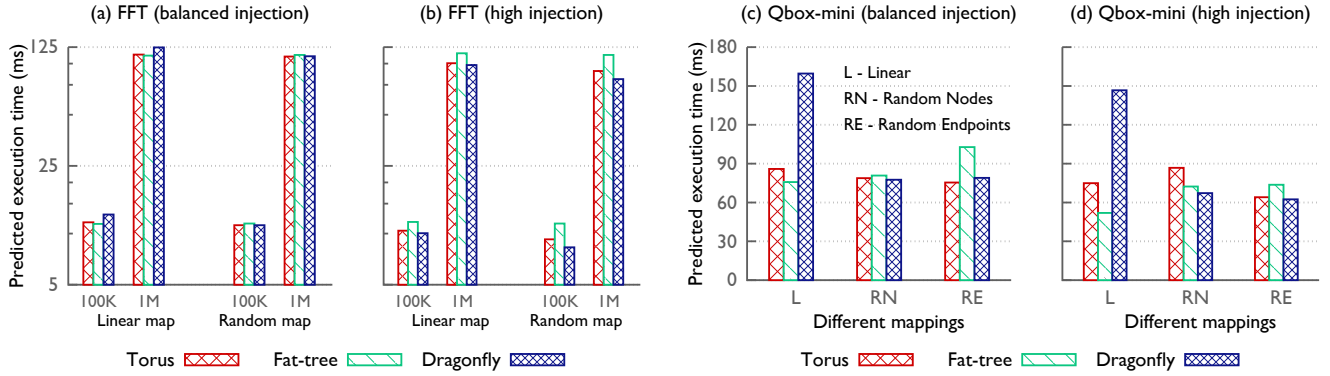 (a) FFT (balanced injection)
(b) FFT (high injection)
(c) Qbox-mini (balanced injection)
(d) Qbox-mini (high injection)
Predicted execution time (ms)
125
25
5
100K 1M 100K 1M
Linear map Random map
100K 1M 100K 1M
Linear map Random map
Predicted execution time (ms)
180
150
120
90
60
30
0
L - Linear
RN - Random Nodes
RE - Random Endpoints
L RN RE
Different mappings
L RN RE
Different mappings
Torus Fat-tree Dragonfly
Torus Fat-tree Dragonfly